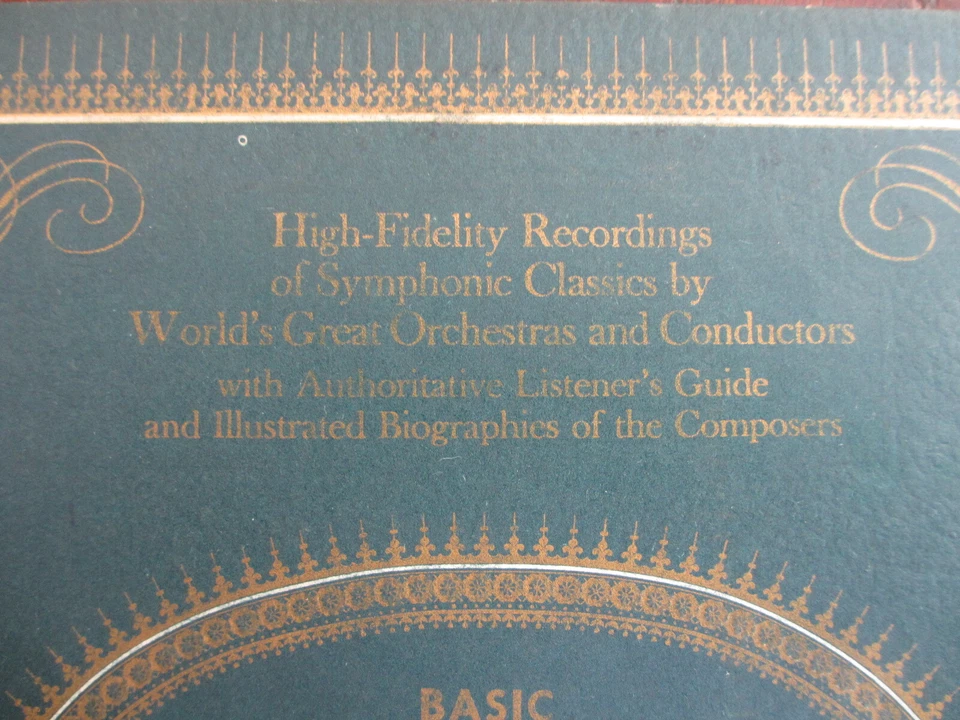 High-Fidelity Recordings
of Symphonic Classics by
World's Great Orchestras and Conductors
with Authoritative Listener's Guide
and Illustrated Biographies of the Composers
BASIC